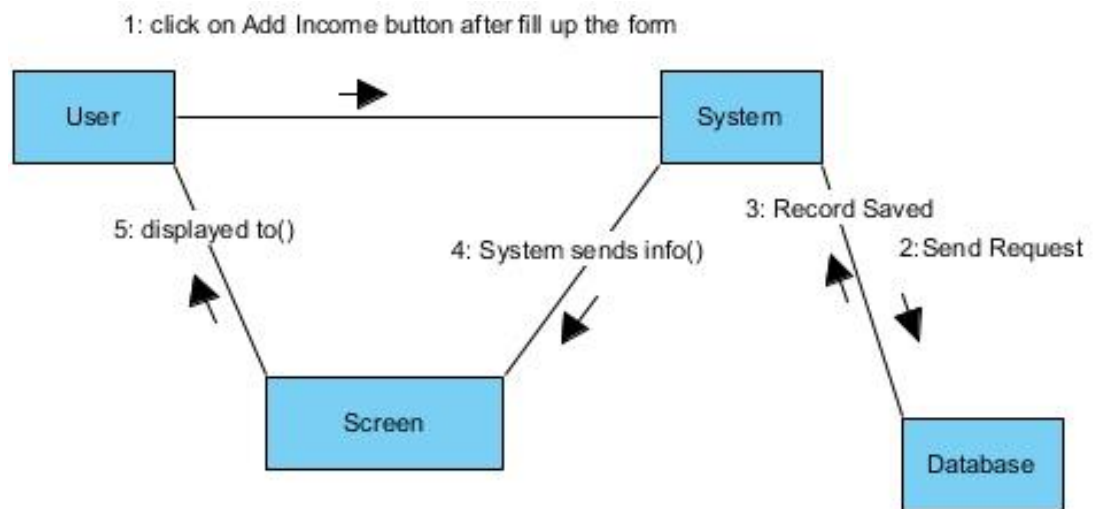 1: click on Add Income button after fill up the form
User
System
5: displayed to()
4: System sends info()
3: Record Saved
2:Send Request
Screen
Database